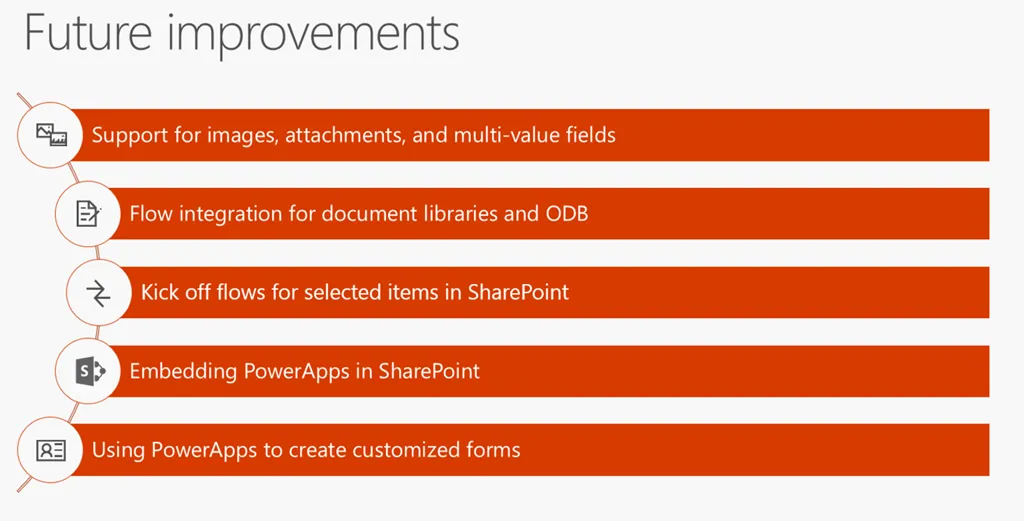 Future improvements
Support for images, attachments, and multi-value fields
Flow integration for document libraries and ODB
Kick off flows for selected items in SharePoint
S
Embedding PowerApps in SharePoint
Using PowerApps to create customized forms